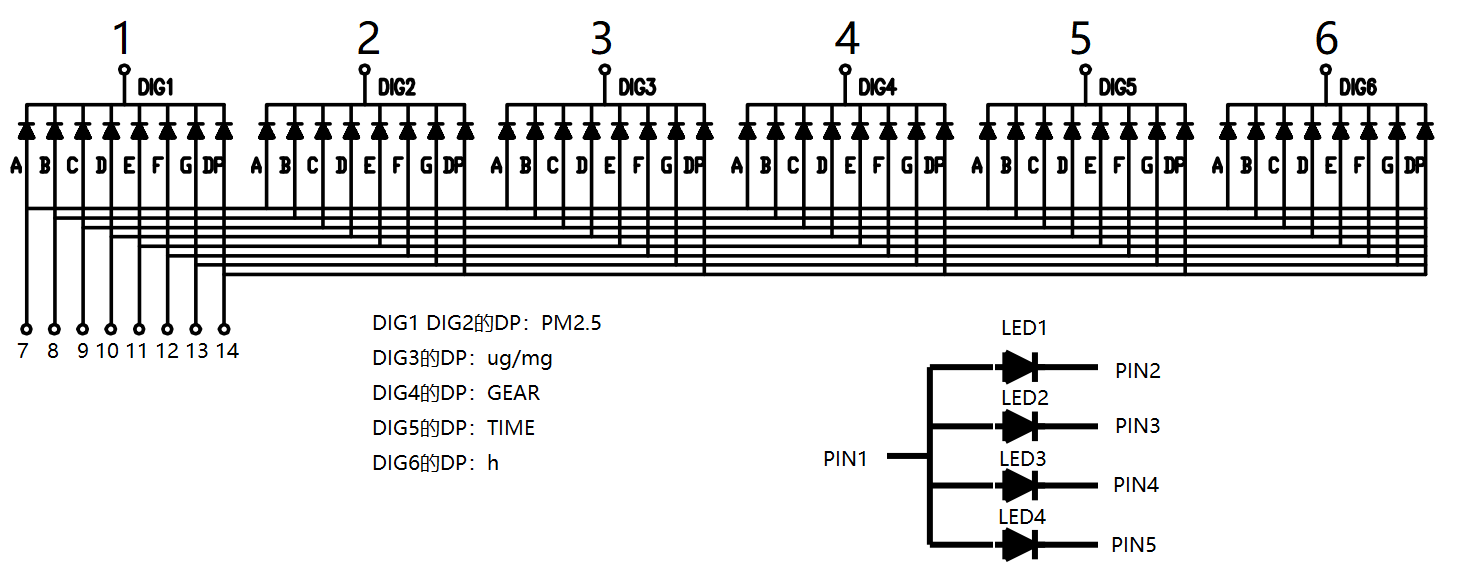 1 2 3 4 5 6
DIG1 DIG2 DIG3 DIG4 DIG5 DIG6
A B C D E F G DP A B C D E F G DP A B C D E F G DP A B C D E F G DP A B C D E F G DP A B C D E F G DP
7 8 9 10 11 12 13 14
DIG1 DIG2的DP：PM2.5
DIG3的DP：ug/mg
DIG4的DP：GEAR
DIG5的DP：TIME
DIG6的DP：h
LED1
PIN2
LED2
PIN3
PIN1
LED3
PIN4
LED4
PIN5